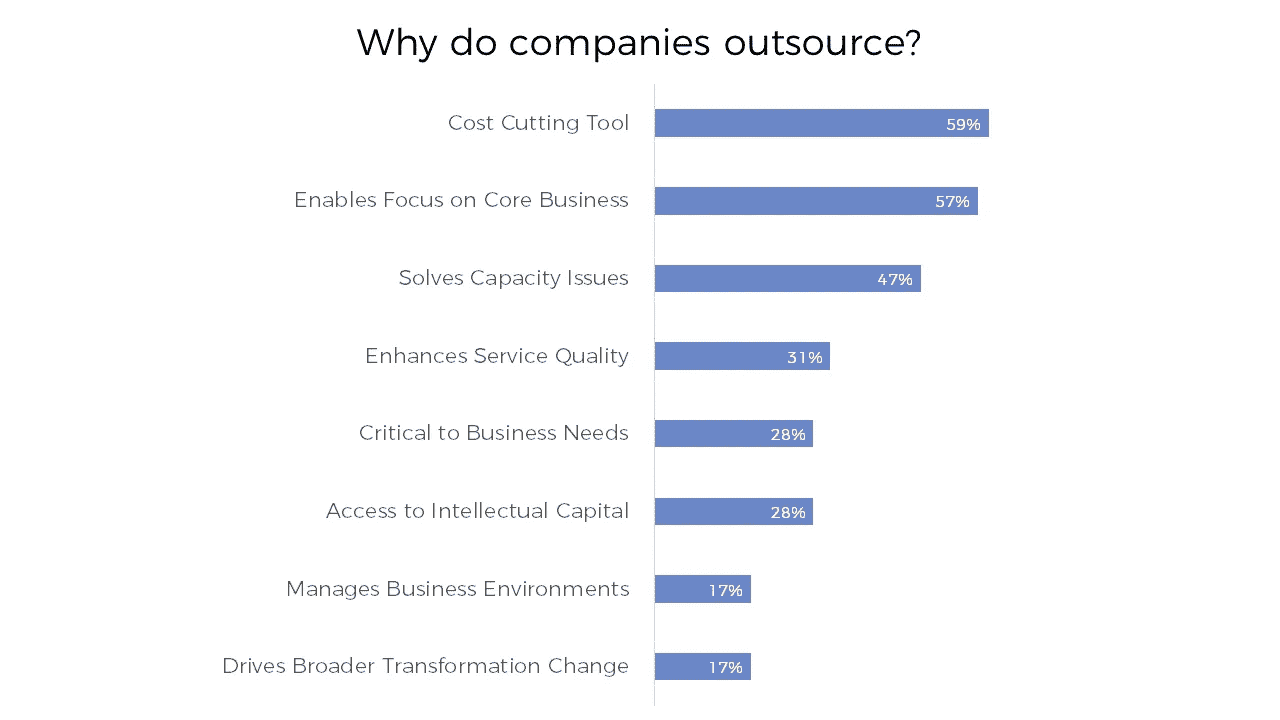 Why do companies outsource?
Cost Cutting Tool 59%
Enables Focus on Core Business 57%
Solves Capacity Issues 47%
Enhances Service Quality 31%
Critical to Business Needs 28%
Access to Intellectual Capital 28%
Manages Business Environments 17%
Drives Broader Transformation Change 17%